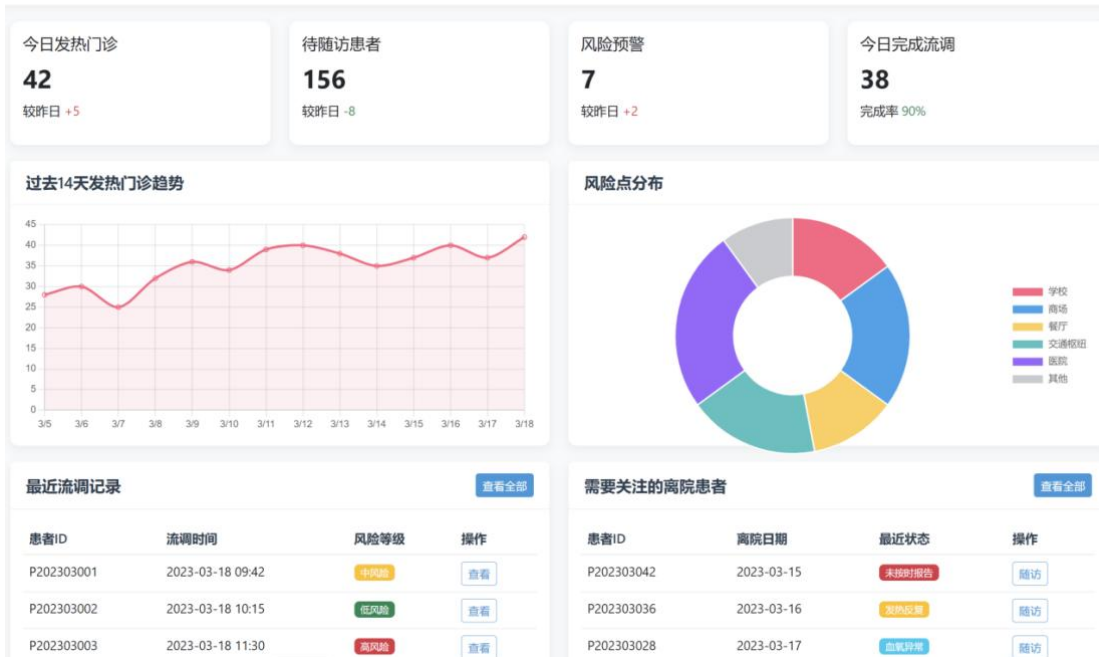 今日发热门诊
42
较昨日 +5
待随访患者
156
较昨日 -8
风险预警
7
较昨日 +2
今日完成流调
38
完成率 90%
过去14天发热门诊趋势
45
40
35
30
25
20
15
10
5
0
3/5 3/6 3/7 3/8 3/9 3/10 3/11 3/12 3/13 3/14 3/15 3/16 3/17 3/18
风险点分布
学校
商场
餐厅
交通枢纽
医院
其他
最近流调记录 查看全部
患者ID 流调时间 风险等级 操作
P202303001 2023-03-18 09:42 中风险 查看
P202303002 2023-03-18 10:15 低风险 查看
P202303003 2023-03-18 11:30 高风险 查看
需要关注的离院患者 查看全部
患者ID 离院日期 最近状态 操作
P202303042 2023-03-15 未按时报告 随访
P202303036 2023-03-16 发热反复 随访
P202303028 2023-03-17 血氧异常 随访